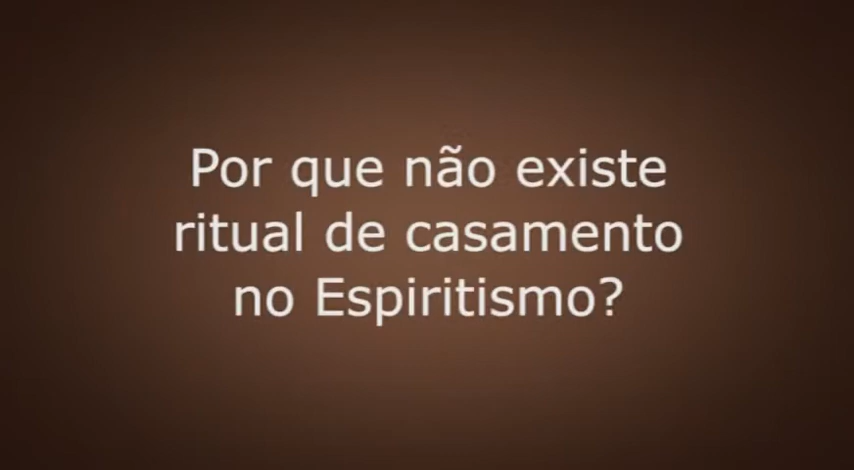 Por que não existe
ritual de casamento
no Espiritismo?